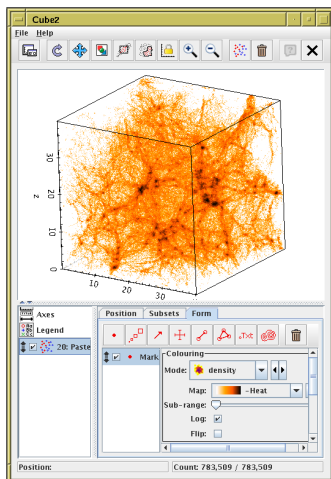 Cube2
File Help
30
20
z
10
0
10 20 30
Axes
Legend
20: Paste
Position Subsets Form
Mark
Colouring
Mode: density
Map: -Heat
Sub-range:
Log:
Flip:
Position: Count: 783,509 / 783,509